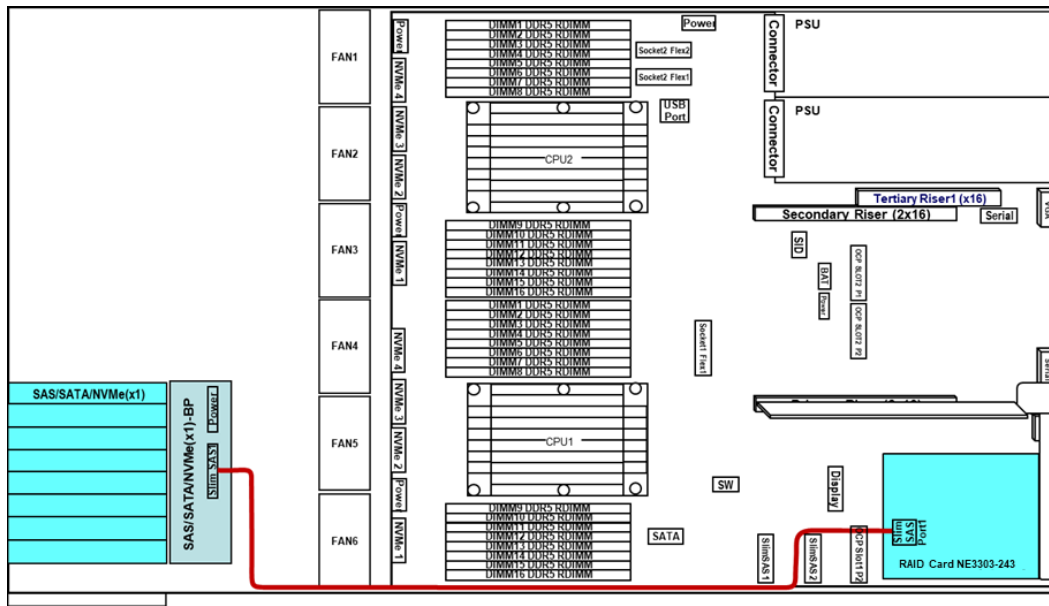 FAN1
FAN2
FAN3
FAN4
FAN5
FAN6
Power
NVMe 4
NVMe 3
NVMe 2
Power
NVMe 1
NVMe 4
NVMe 3
NVMe 2
Power
NVMe 1
DIMM1 DDR5 RDIMM
DIMM2 DDR5 RDIMM
DIMM3 DDR5 RDIMM
DIMM4 DDR5 RDIMM
DIMM5 DDR5 RDIMM
DIMM6 DDR5 RDIMM
DIMM7 DDR5 RDIMM
DIMM8 DDR5 RDIMM
CPU2
DIMM9 DDR5 RDIMM
DIMM10 DDR5 RDIMM
DIMM11 DDR5 RDIMM
DIMM12 DDR5 RDIMM
DIMM13 DDR5 RDIMM
DIMM14 DDR5 RDIMM
DIMM15 DDR5 RDIMM
DIMM16 DDR5 RDIMM
DIMM1 DDR5 RDIMM
DIMM2 DDR5 RDIMM
DIMM3 DDR5 RDIMM
DIMM4 DDR5 RDIMM
DIMM5 DDR5 RDIMM
DIMM6 DDR5 RDIMM
DIMM7 DDR5 RDIMM
DIMM8 DDR5 RDIMM
CPU1
DIMM9 DDR5 RDIMM
DIMM10 DDR5 RDIMM
DIMM11 DDR5 RDIMM
DIMM12 DDR5 RDIMM
DIMM13 DDR5 RDIMM
DIMM14 DDR5 RDIMM
DIMM15 DDR5 RDIMM
DIMM16 DDR5 RDIMM
Power
Socket2 Flex2
Socket2 Flex1
USB
Port
Connector
PSU
Connector
PSU
Tertiary Riser1 (x16)
Secondary Riser (2x16)
Serial
SID
BAT
Power
OCP SLOT2 P1
OCP SLOT2 P2
Socket1 Flex1
SW
SATA
Display
SlimSAS1
SlimSAS2
OCP Slot1 P2
Slim
SAS
Port1
RAID Card NE3303-243
SAS/SATA/NVMe(x1)
SAS/SATA/NVMe(x1)-BP
Power
Slim SAS1